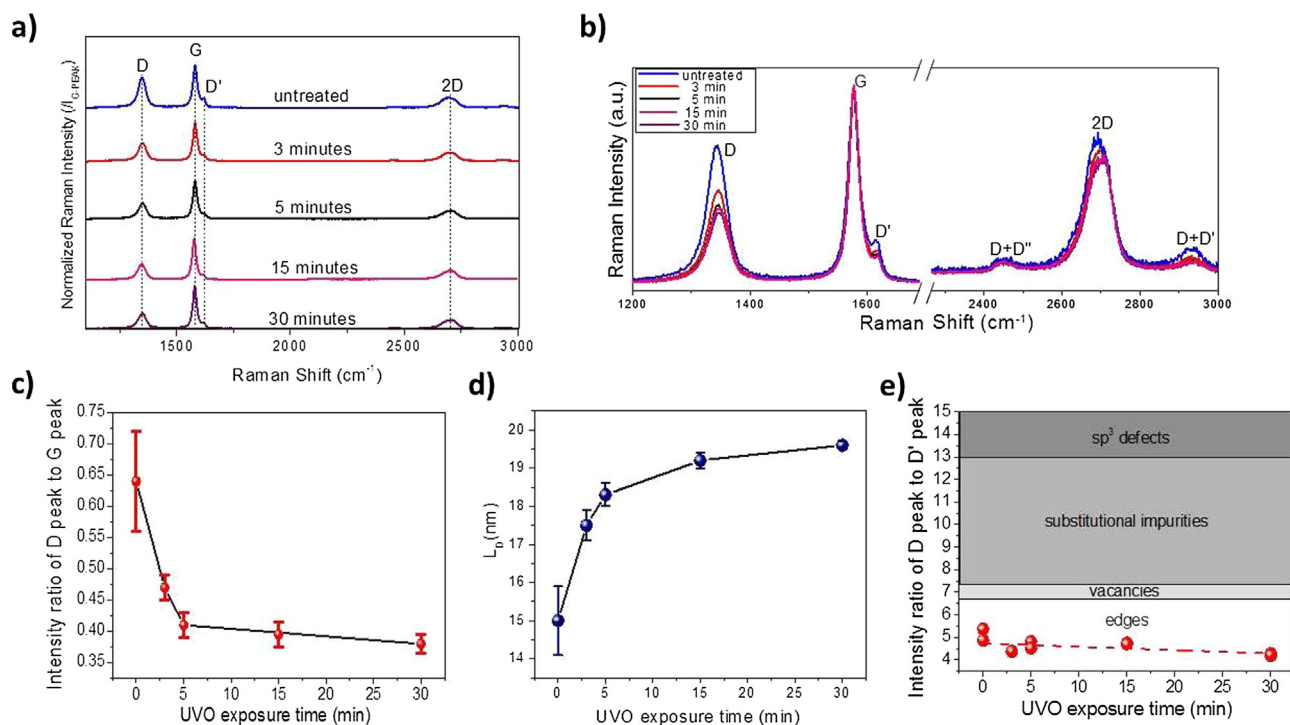 a)
Normalized Raman Intensity (/I_G-PEAK)
D
G
D'
2D
untreated
3 minutes
5 minutes
15 minutes
30 minutes
1500 2000 2500 3000
Raman Shift (cm⁻¹)
b)
Raman Intensity (a.u.)
untreated
3 min
5 min
15 min
30 min
D
G
D'
2D
D+D"
D+D'
1200 1400 1600 2400 2600 2800 3000
Raman Shift (cm⁻¹)
c)
Intensity ratio of D peak to G peak
0.75
0.70
0.65
0.60
0.55
0.50
0.45
0.40
0.35
0 5 10 15 20 25 30
UVO exposure time (min)
d)
L_D (nm)
20
19
18
17
16
15
14
0 5 10 15 20 25 30
UVO exposure time (min)
e)
Intensity ratio of D peak to D' peak
15
14
13
12
11
10
9
8
7
6
5
4
sp³ defects
substitutional impurities
vacancies
edges
0 5 10 15 20 25 30
UVO exposure time (min)